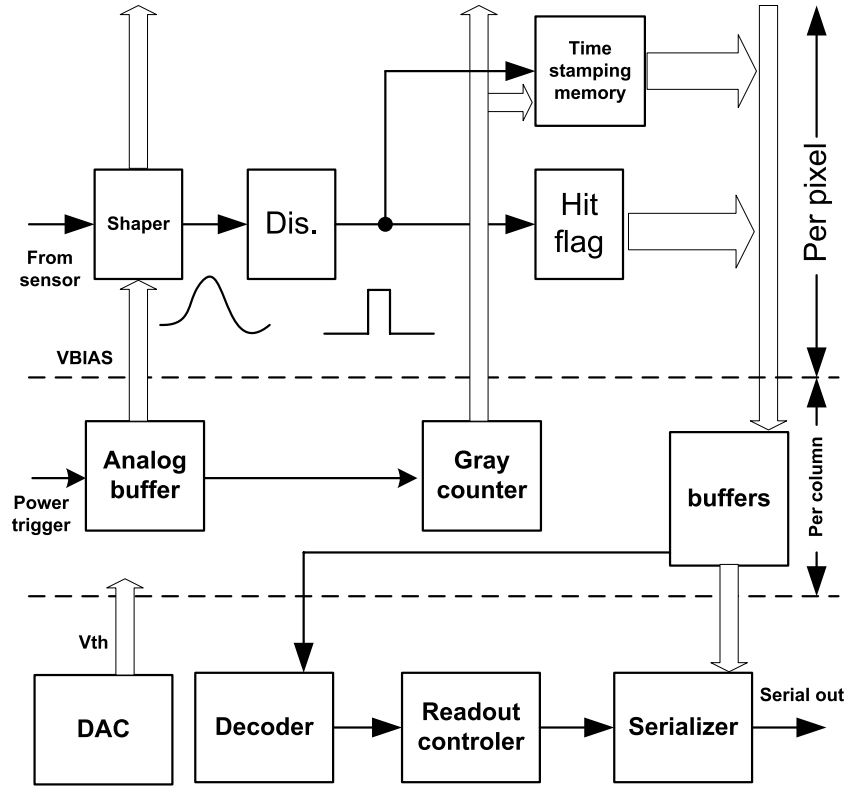 Time
stamping
memory
Per pixel
Shaper
Dis.
Hit
flag
From
sensor
VBIAS
Analog
buffer
Gray
counter
buffers
Per column
Power
trigger
Vth
DAC
Decoder
Readout
controler
Serializer
Serial out